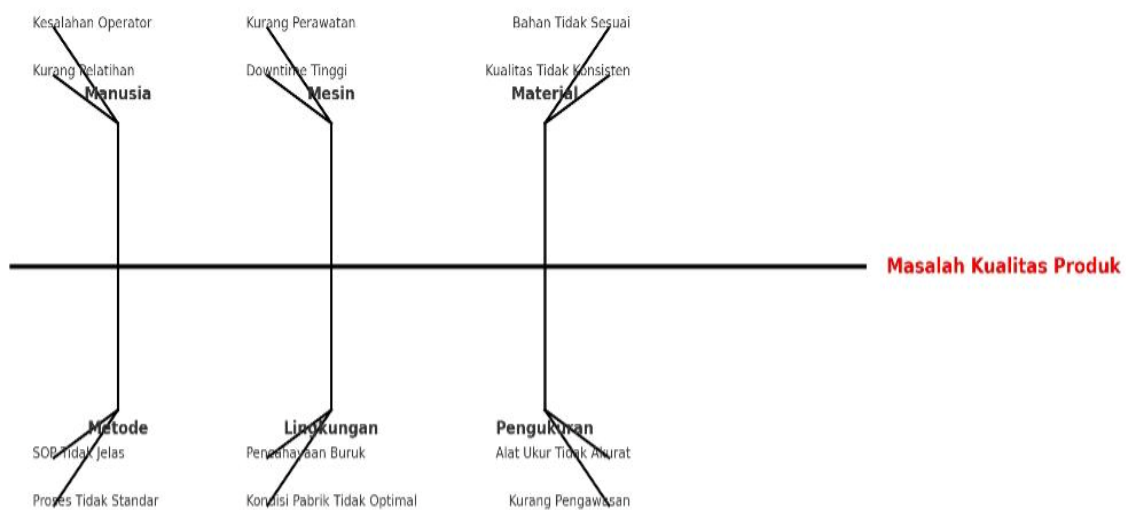 Kesalahan Operator
Kurang Pelatihan
Manusia
Kurang Perawatan
Downtime Tinggi
Mesin
Bahan Tidak Sesuai
Kualitas Tidak Konsisten
Material
Masalah Kualitas Produk
Metode
SOP Tidak Jelas
Proses Tidak Standar
Lingkungan
Pencahayaan Buruk
Kondisi Pabrik Tidak Optimal
Pengukuran
Alat Ukur Tidak Akurat
Kurang Pengawasan